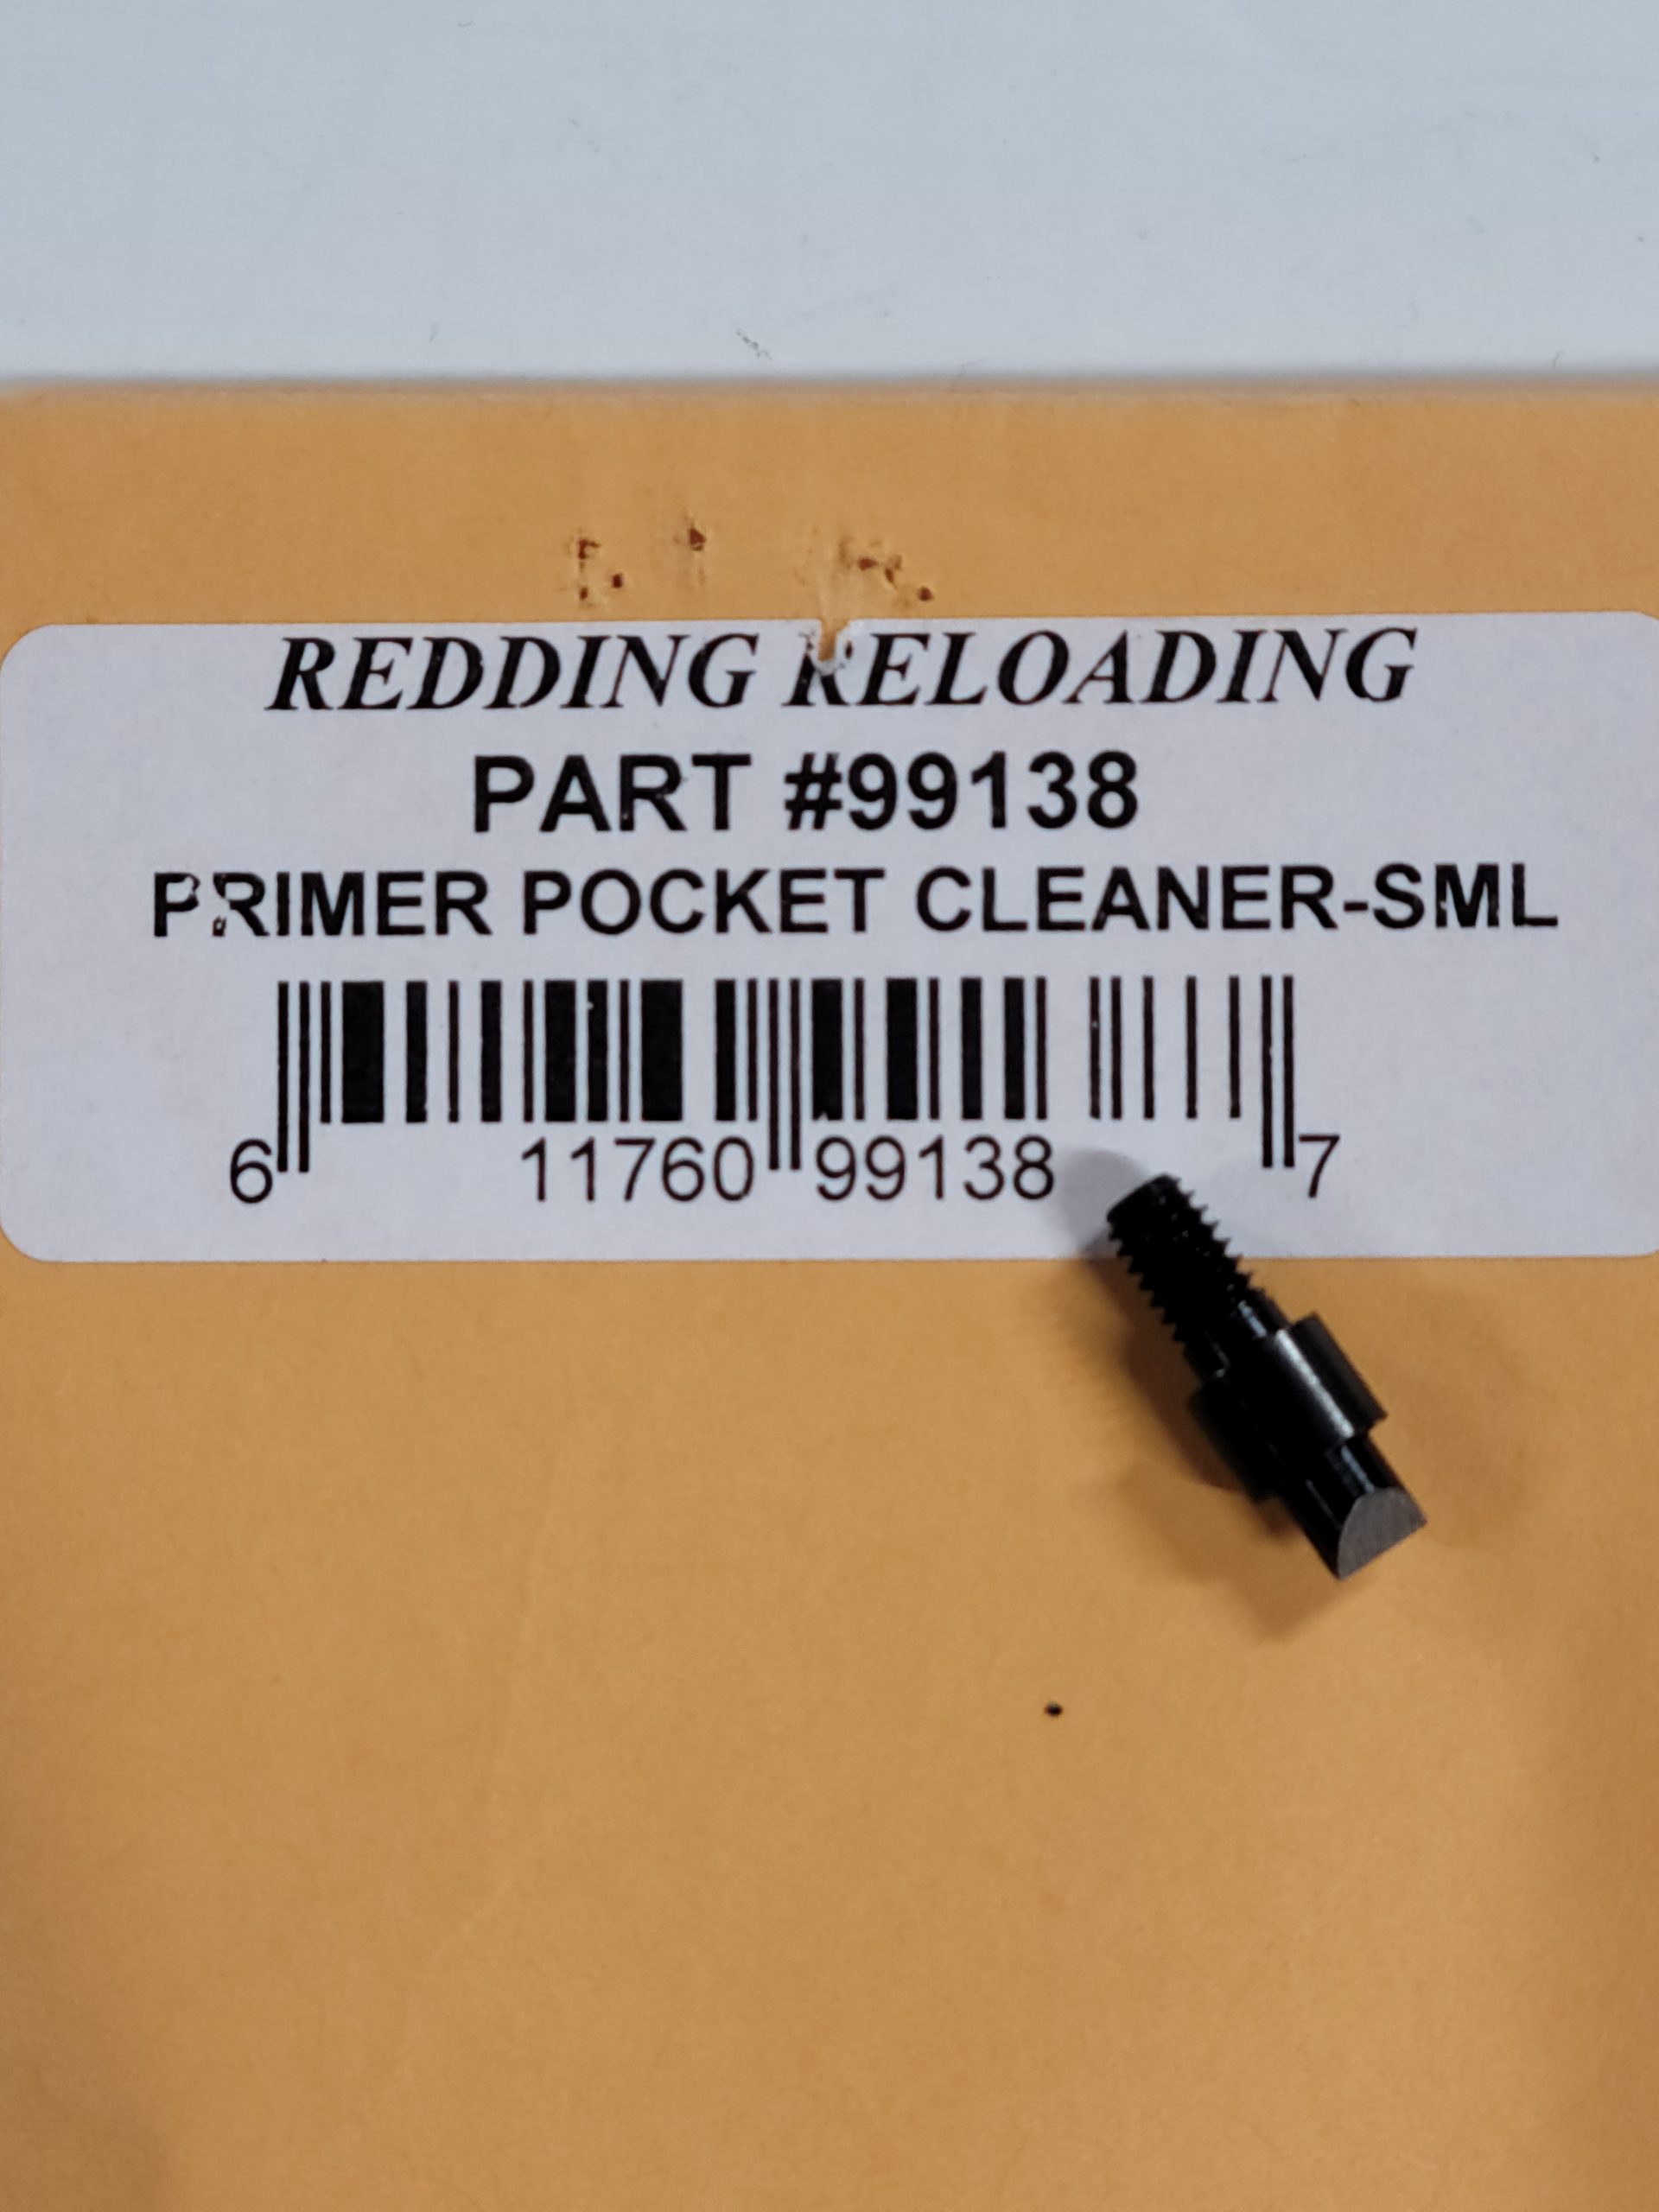 REDDING RELOADING
PART #99138
PRIMER POCKET CLEANER-SML
6 11760 99138 7